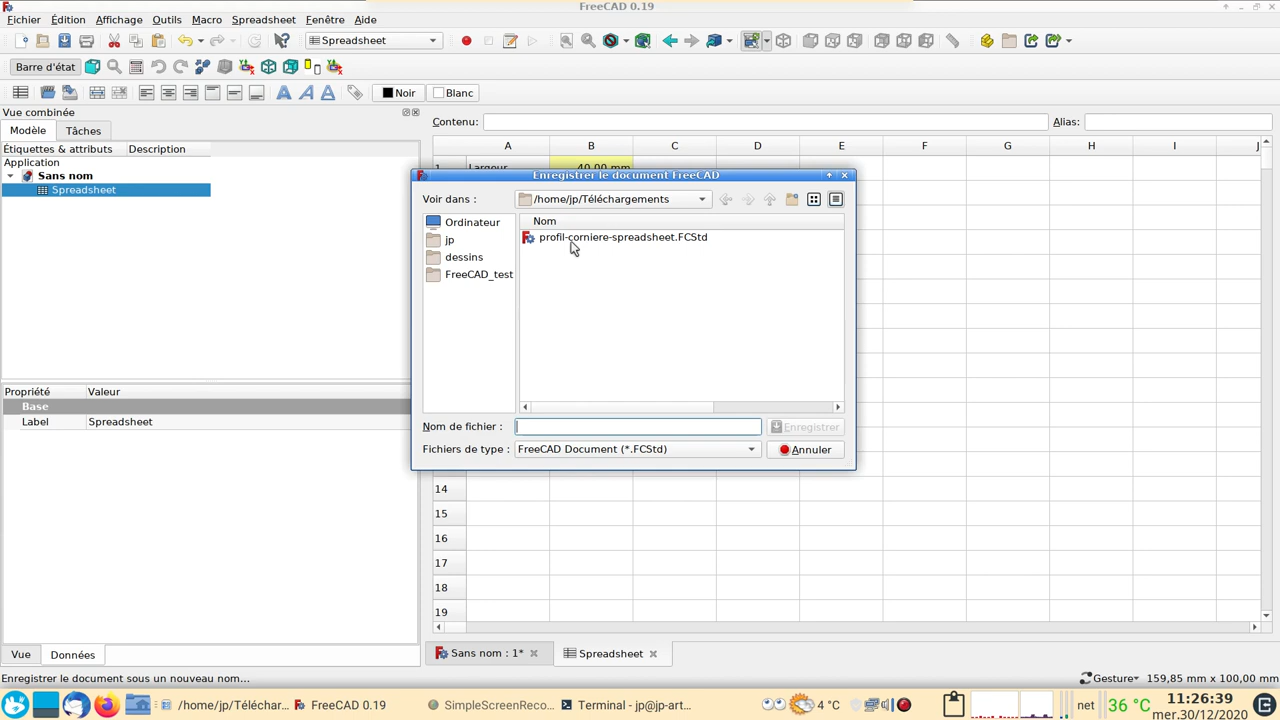 FreeCAD 0.19
Fichier Édition Affichage Outils Macro Spreadsheet Fenêtre Aide
Spreadsheet
Barre d'état
Noir Blanc
Vue combinée
Modèle Tâches
Étiquettes & attributs Description
Application
Sans nom
Spreadsheet
Contenu: Alias:
A B C D E F G H I J
1 Largeur 40,00 mm
Enregistrer le document FreeCAD
Voir dans : /home/jp/Téléchargements
Ordinateur
jp
dessins
FreeCAD_test
Nom
profil-corniere-spreadsheet.FCStd
Nom de fichier : Enregistrer
Fichiers de type : FreeCAD Document (*.FCStd) Annuler
Propriété Valeur
Base
Label Spreadsheet
14
15
16
17
18
19
Vue Données
Sans nom : 1* Spreadsheet
Enregistrer le document sous un nouveau nom... Gesture 159,85 mm x 100,00 mm
/home/jp/Téléchar... FreeCAD 0.19 SimpleScreenReco... Terminal - jp@jp-art... 4 °C net 36 °C 11:26:39
mer.30/12/2020